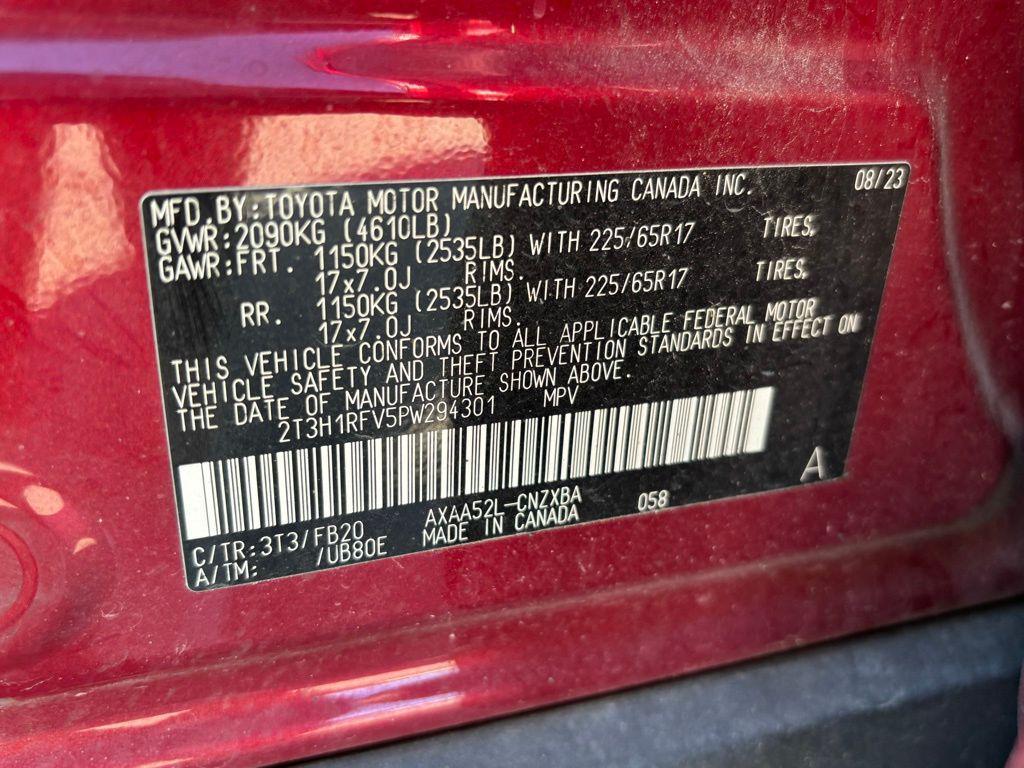 MFD.BY:TOYOTA MOTOR MANUFACTURING CANADA INC. 08/23
GVWR:2090KG (4610LB)
GAWR:FRT. 1150KG (2535LB) WITH 225/65R17 TIRES,
17x7.0J RIMS.
RR. 1150KG (2535LB) WITH 225/65R17 TIRES,
17x7.0J RIMS.
THIS VEHICLE CONFORMS TO ALL APPLICABLE FEDERAL MOTOR
VEHICLE SAFETY AND THEFT PREVENTION STANDARDS IN EFFECT ON
THE DATE OF MANUFACTURE SHOWN ABOVE.
2T3H1RFV5PW294301 MPV
A
C/TR:3T3/FB20 AXAA52L-CNZXBA 058
A/TM: /UB80E MADE IN CANADA